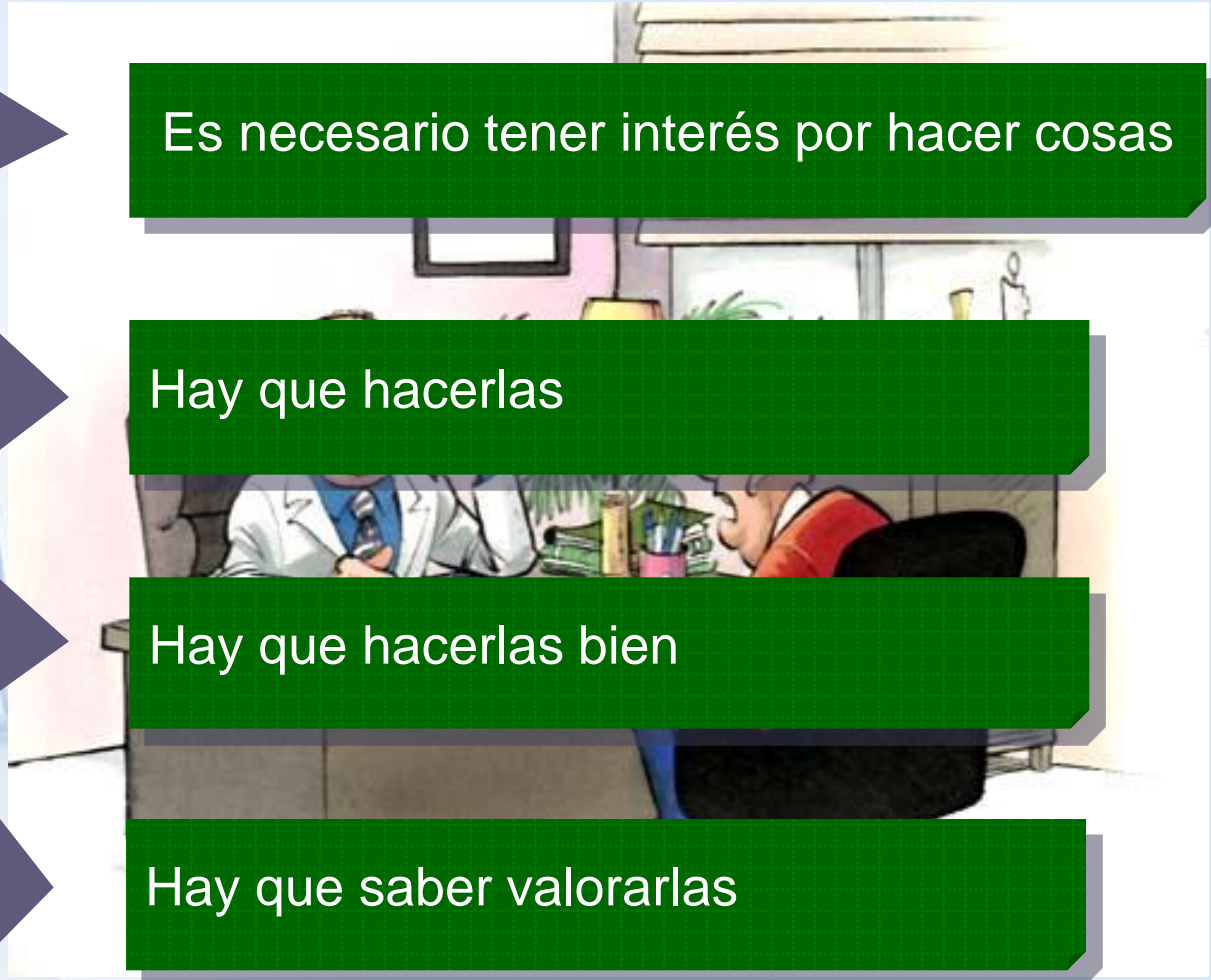 Es necesario tener interés por hacer cosas
Hay que hacerlas
Hay que hacerlas bien
Hay que saber valorarlas